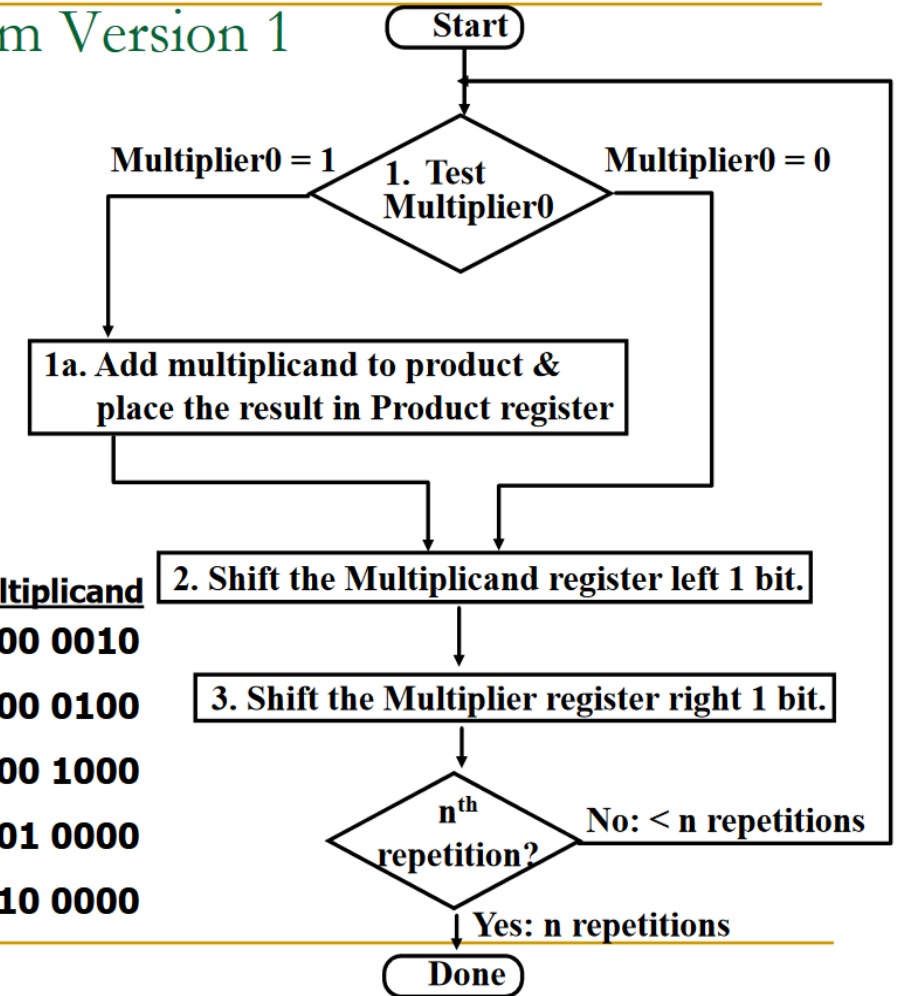 m Version 1
Start
Multiplier0 = 1
1. Test
Multiplier0
Multiplier0 = 0
1a. Add multiplicand to product &
place the result in Product register
ltiplicand
2. Shift the Multiplicand register left 1 bit.
00 0010
00 0100
3. Shift the Multiplier register right 1 bit.
00 1000
01 0000
10 0000
nth
repetition?
No: < n repetitions
Yes: n repetitions
Done